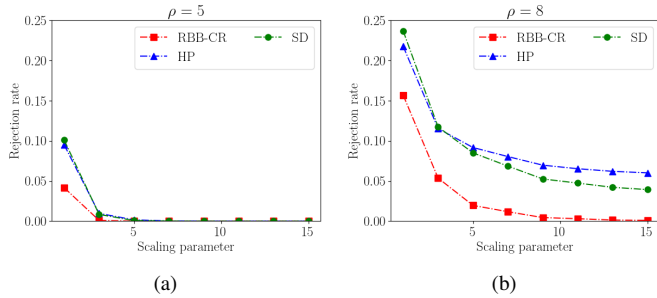 ρ = 5
0.25
0.20
0.15
0.10
0.05
0.00
Rejection rate
RBB-CR
HP
SD
5
10
15
Scaling parameter
(a)
ρ = 8
0.25
0.20
0.15
0.10
0.05
0.00
Rejection rate
RBB-CR
HP
SD
5
10
15
Scaling parameter
(b)